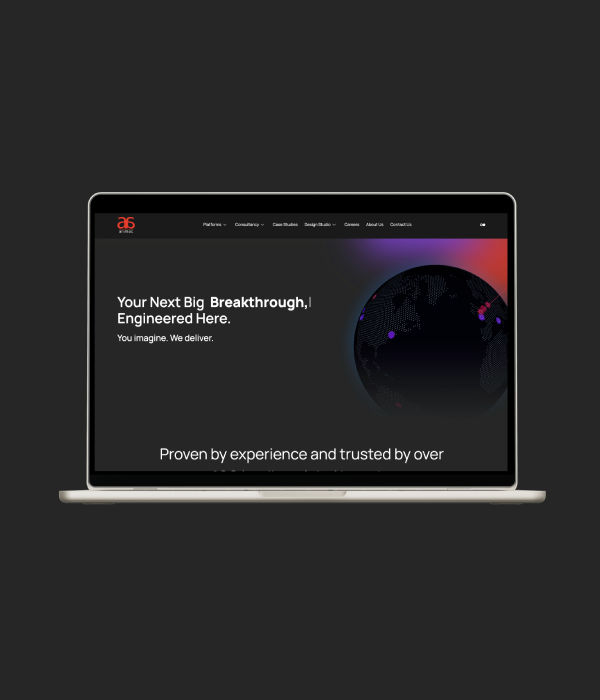 as
Platforms Consultancy Case Studies Design Studio Careers About Us Contact Us
Your Next Big Breakthrough,
Engineered Here.
You imagine. We deliver.
Proven by experience and trusted by over